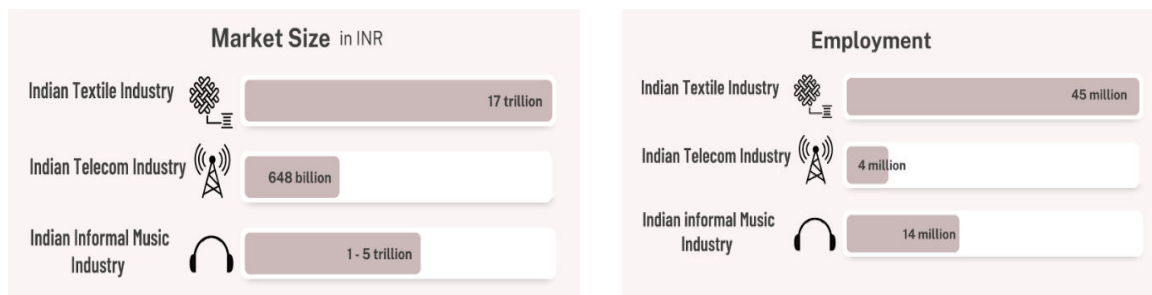 Market Size in INR
Indian Textile Industry
17 trillion
Indian Telecom Industry
648 billion
Indian Informal Music
Industry
1 - 5 trillion
Employment
Indian Textile Industry
45 million
Indian Telecom Industry
4 million
Indian informal Music
Industry
14 million